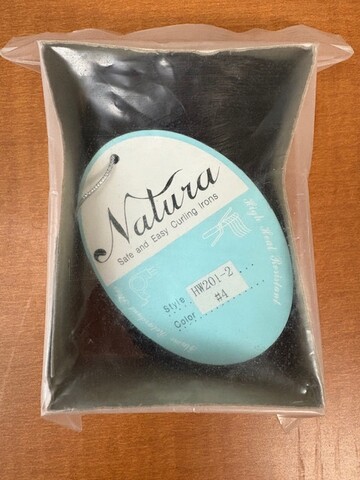 Natura
Safe and Easy Curling Irons
High Heat Resistant
Style HW201-2
Color #4